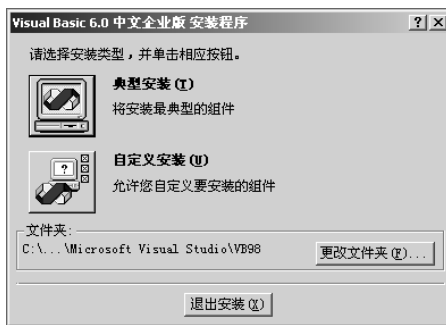 Visual Basic 6.0 中文企业版 安装程序
请选择安装类型，并单击相应按钮。
典型安装(T)
将安装最典型的组件
自定义安装(U)
允许您自定义要安装的组件
文件夹:
C:\...\Microsoft Visual Studio\VB98
更改文件夹(F)...
退出安装(X)